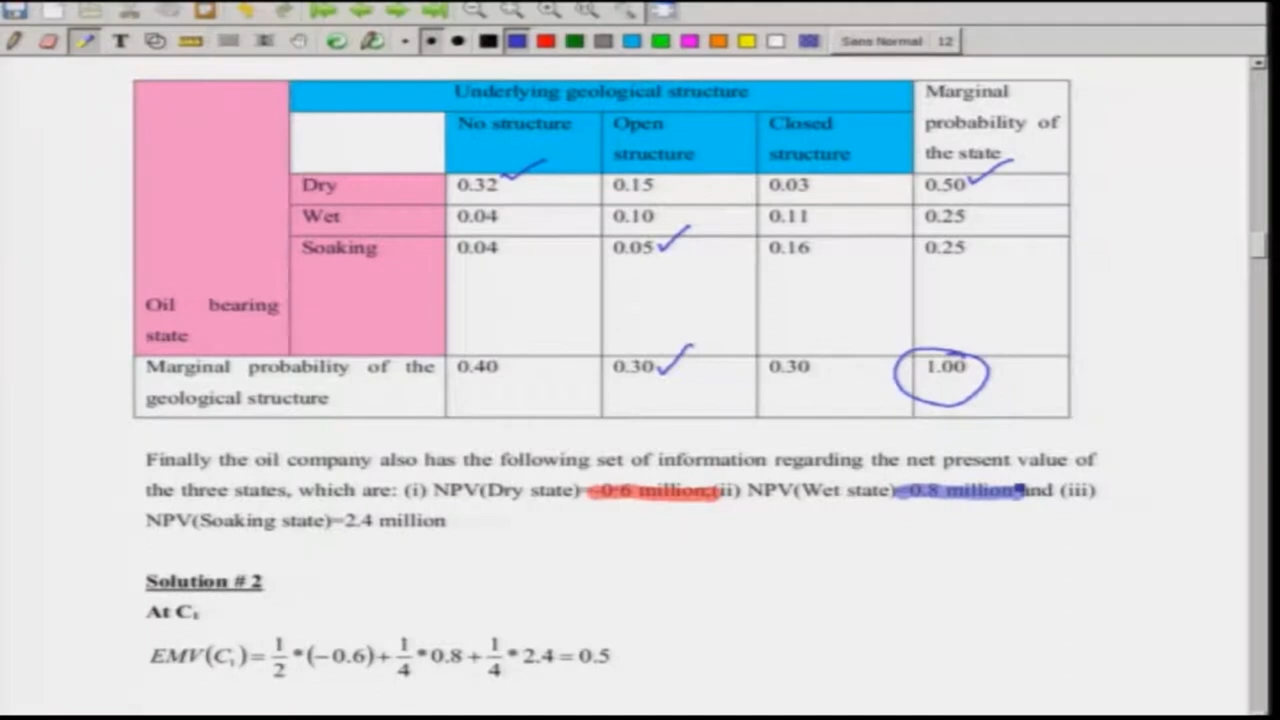 Sans Normal 12
Underlying geological structure
Marginal probability of the state
No structure
Open structure
Closed structure
Dry 0.32 0.15 0.03 0.50
Wet 0.04 0.10 0.11 0.25
Soaking 0.04 0.05 0.16 0.25
Oil bearing state
Marginal probability of the geological structure 0.40 0.30 0.30 1.00
Finally the oil company also has the following set of information regarding the net present value of
the three states, which are: (i) NPV(Dry state)=-0.6 million;(ii) NPV(Wet state)=0.8 million and (iii)
NPV(Soaking state)=2.4 million
Solution # 2
At C₁
EMV(C₁)= 1/2 *(−0.6)+ 1/4 *0.8+ 1/4 *2.4=0.5